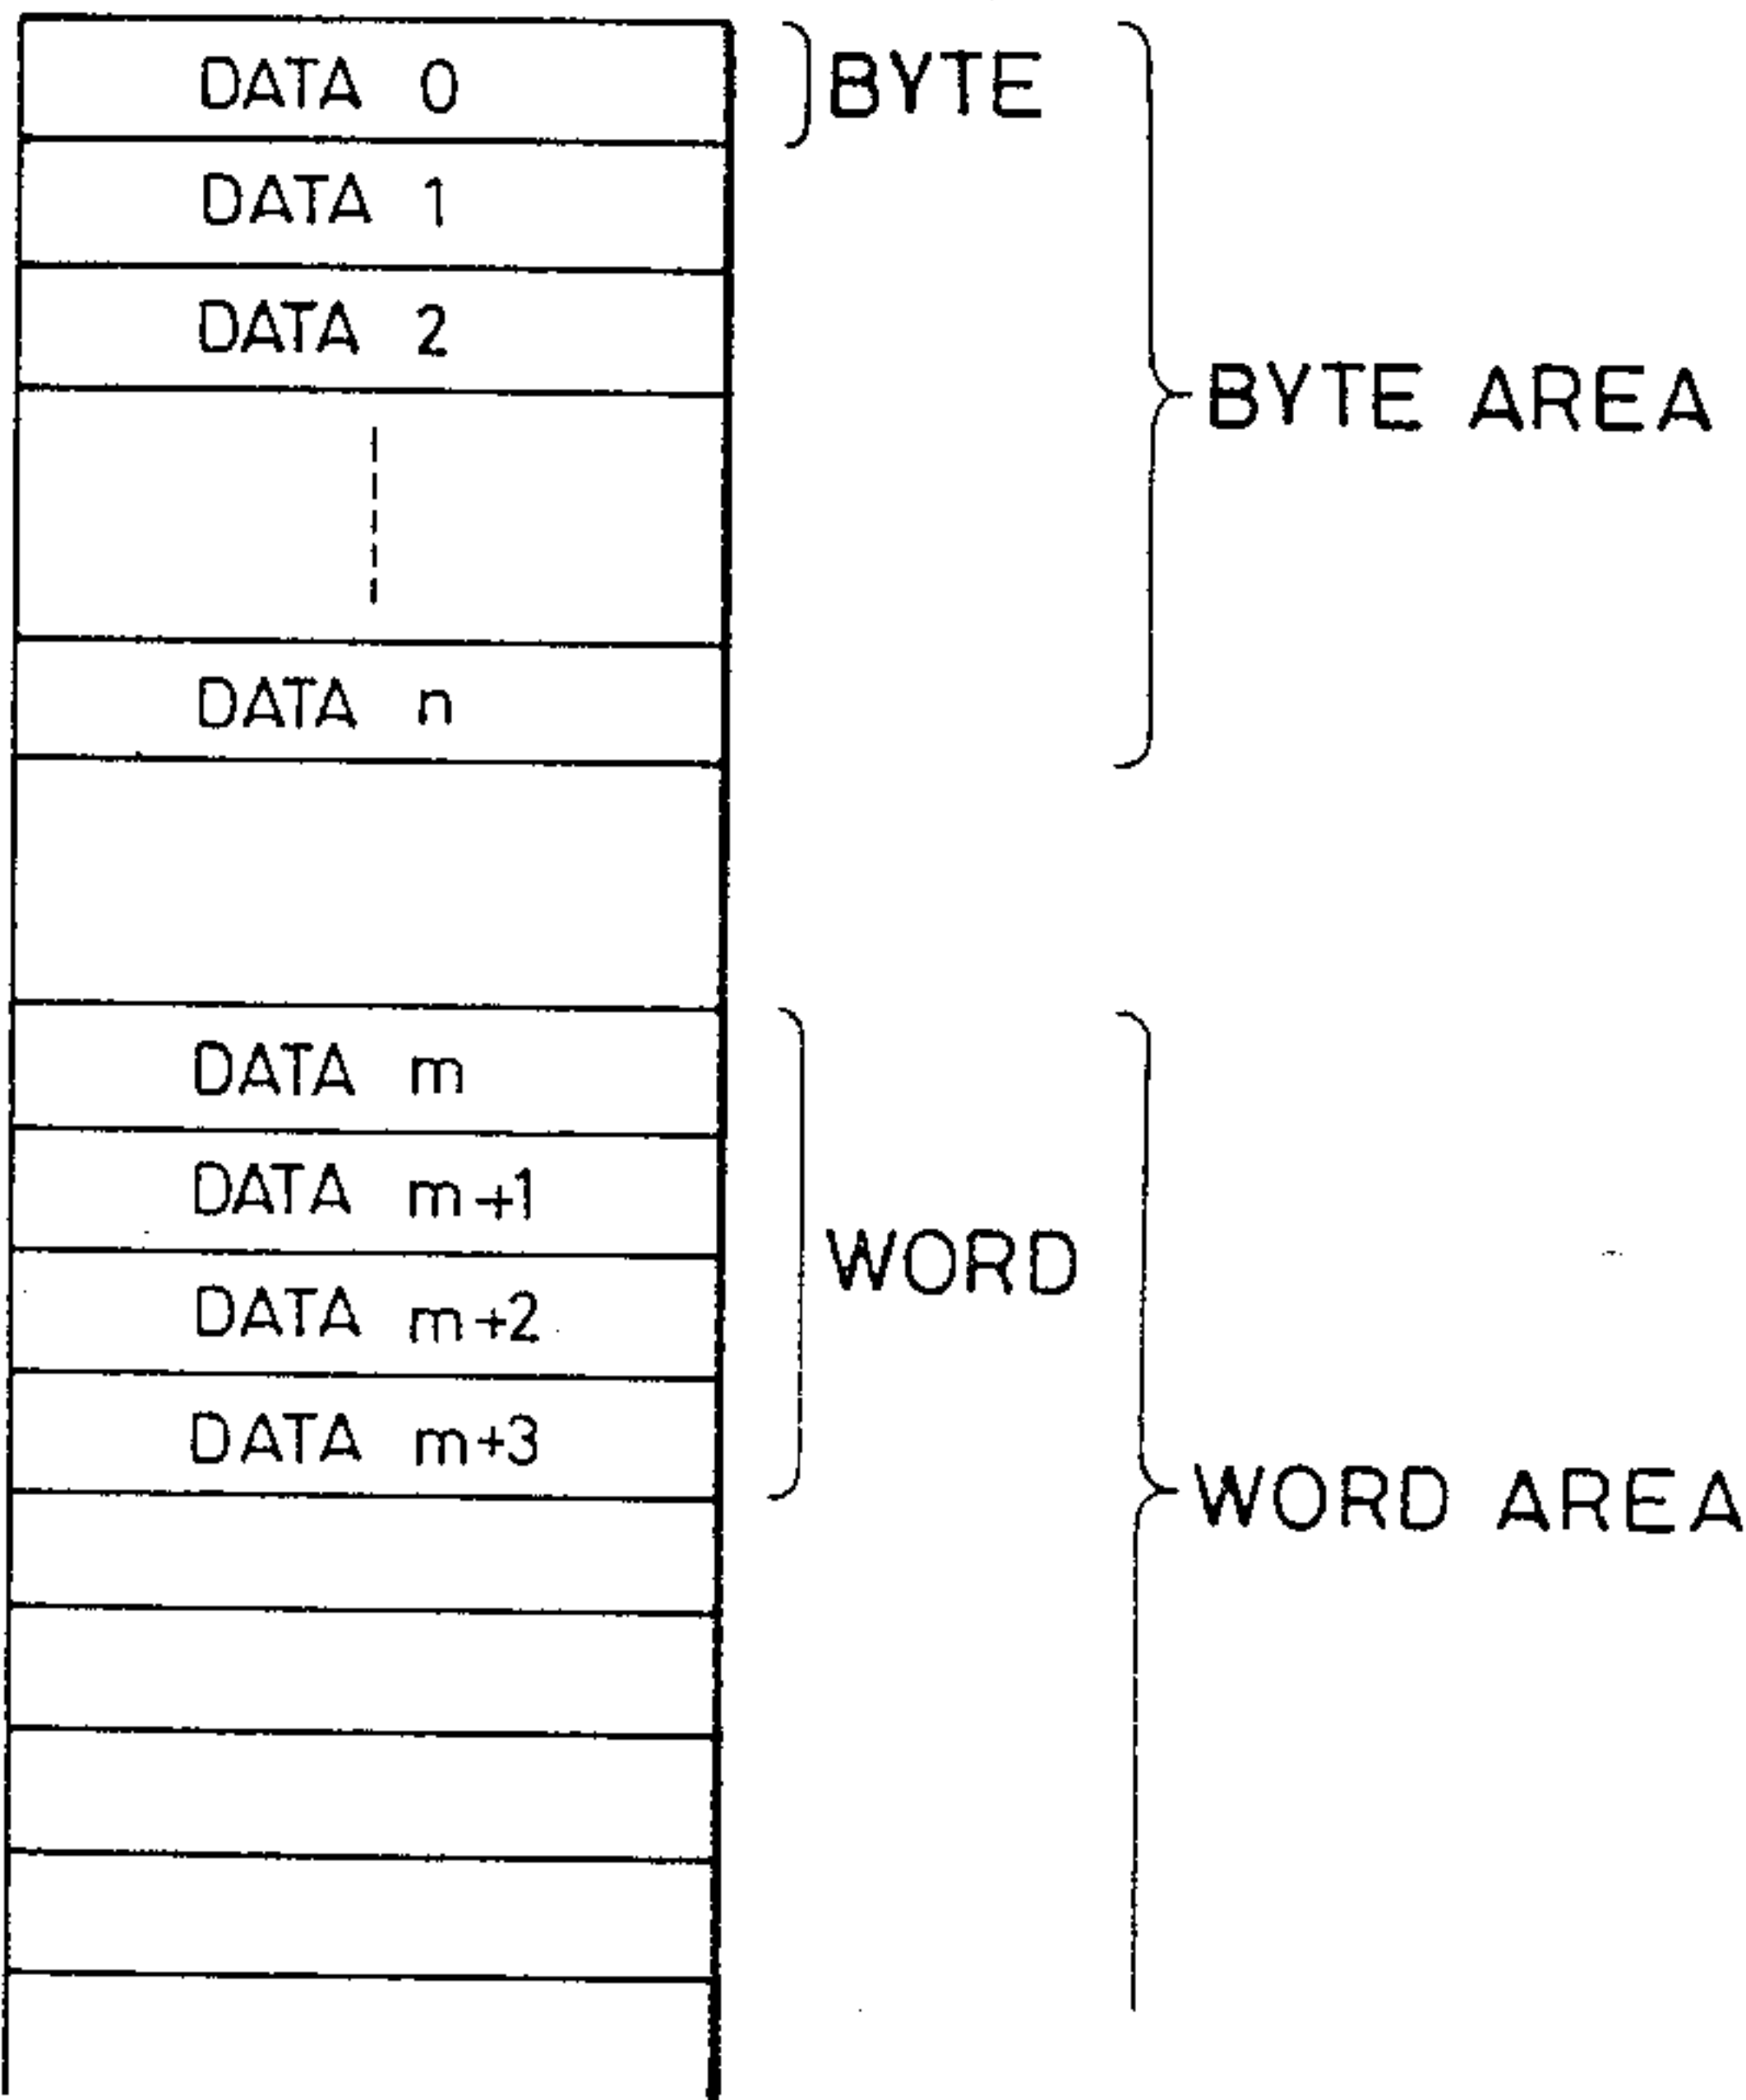 DATA 0
BYTE
DATA 1
DATA 2
BYTE AREA
DATA n
DATA m
DATA m+1
WORD
DATA m+2
DATA m+3
WORD AREA